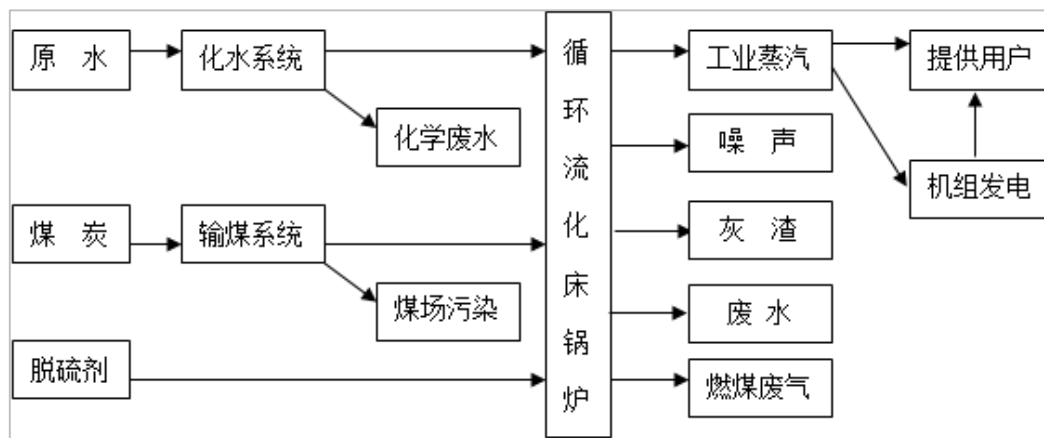 原 水
化水系统
化学废水
煤 炭
输煤系统
煤场污染
脱硫剂
循环流化床锅炉
工业蒸汽
噪 声
灰 渣
废 水
燃煤废气
提供用户
机组发电